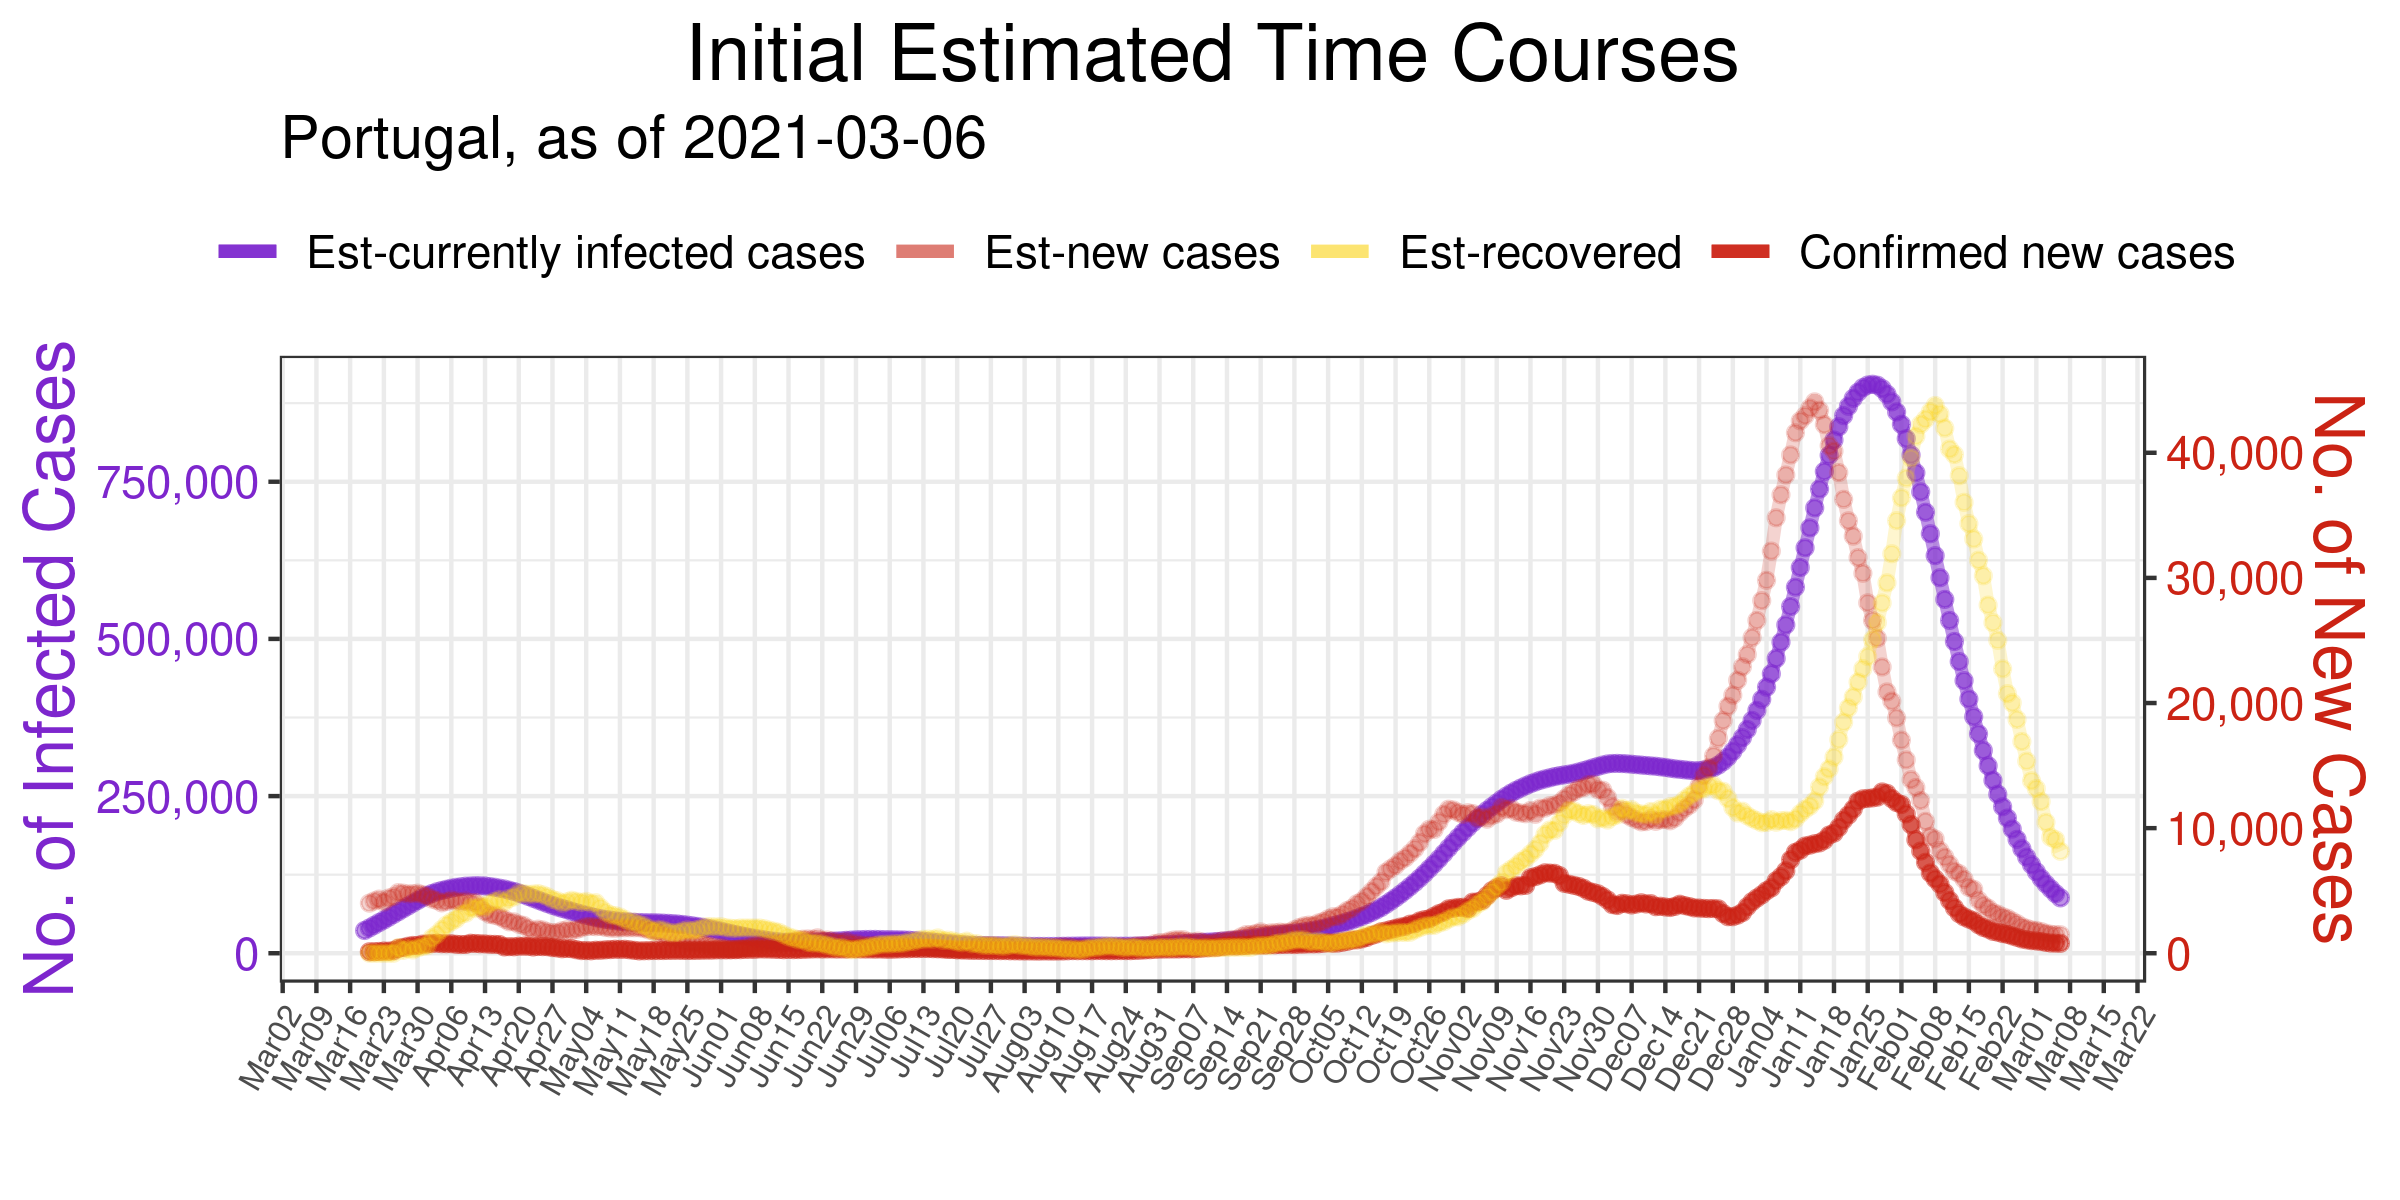 Initial Estimated Time Courses
Portugal, as of 2021-03-06
Est-currently infected cases Est-new cases Est-recovered Confirmed new cases
No. of Infected Cases
750,000
500,000
250,000
0
40,000
30,000
20,000
10,000
0
No. of New Cases
Mar02 Mar09 Mar16 Mar23 Mar30 Apr06 Apr13 Apr20 Apr27 May04 May11 May18 May25 Jun01 Jun08 Jun15 Jun22 Jun29 Jul06 Jul13 Jul20 Jul27 Aug03 Aug10 Aug17 Aug24 Aug31 Sep07 Sep14 Sep21 Sep28 Oct05 Oct12 Oct19 Oct26 Nov02 Nov09 Nov16 Nov23 Nov30 Dec07 Dec14 Dec21 Dec28 Jan04 Jan11 Jan18 Jan25 Feb01 Feb08 Feb15 Feb22 Mar01 Mar08 Mar15 Mar22